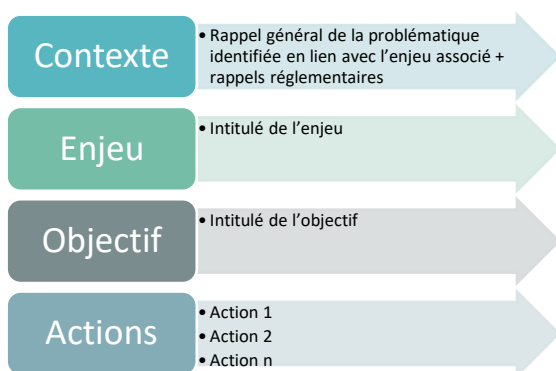 Contexte
• Rappel général de la problématique
identifiée en lien avec l’enjeu associé +
rappels réglementaires
Enjeu
• Intitulé de l’enjeu
Objectif
• Intitulé de l’objectif
Actions
• Action 1
• Action 2
• Action n